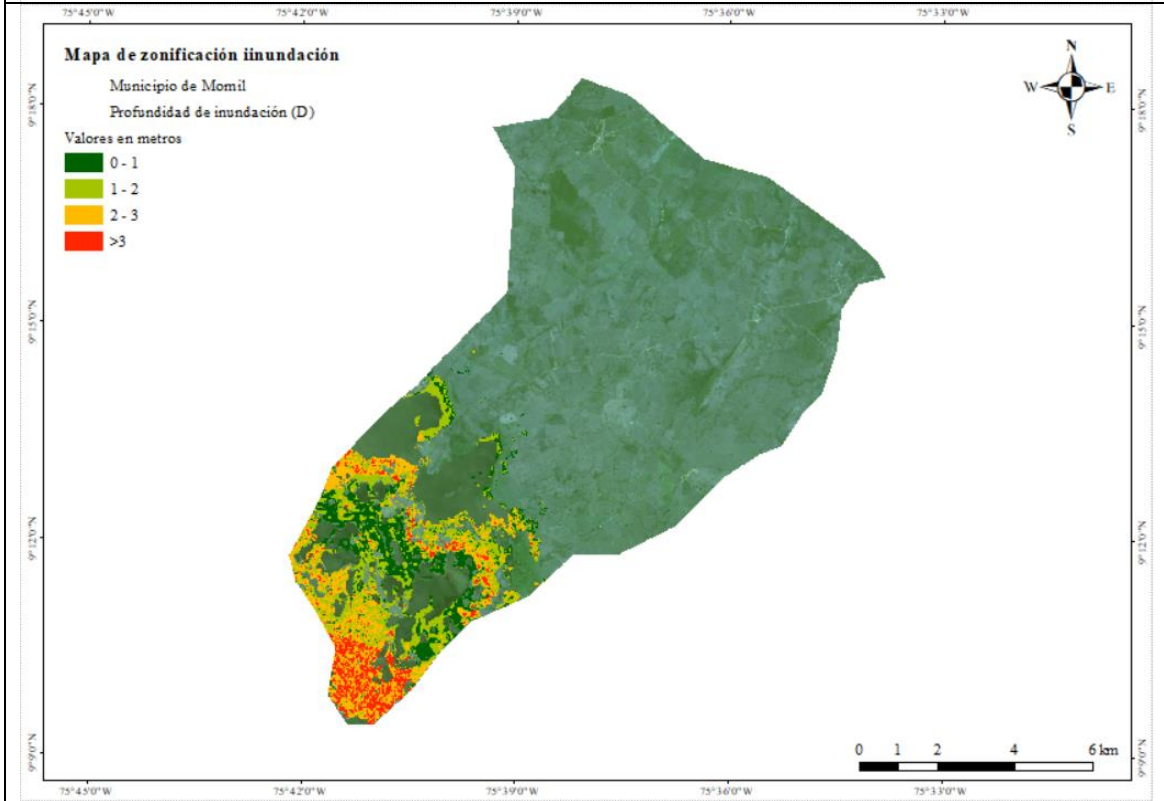 75°45'0"W 75°42'0"W 75°39'0"W 75°36'0"W 75°33'0"W
Mapa de zonificación iinundación
Municipio de Momil
Profundidad de inundación (D)
Valores en metros
0 - 1
1 - 2
2 - 3
>3
N
W E
S
9°18'0"N 9°18'0"N
9°15'0"N 9°15'0"N
9°12'0"N 9°12'0"N
9°9'0"N 9°9'0"N
0 1 2 4 6 km
75°45'0"W 75°42'0"W 75°39'0"W 75°36'0"W 75°33'0"W